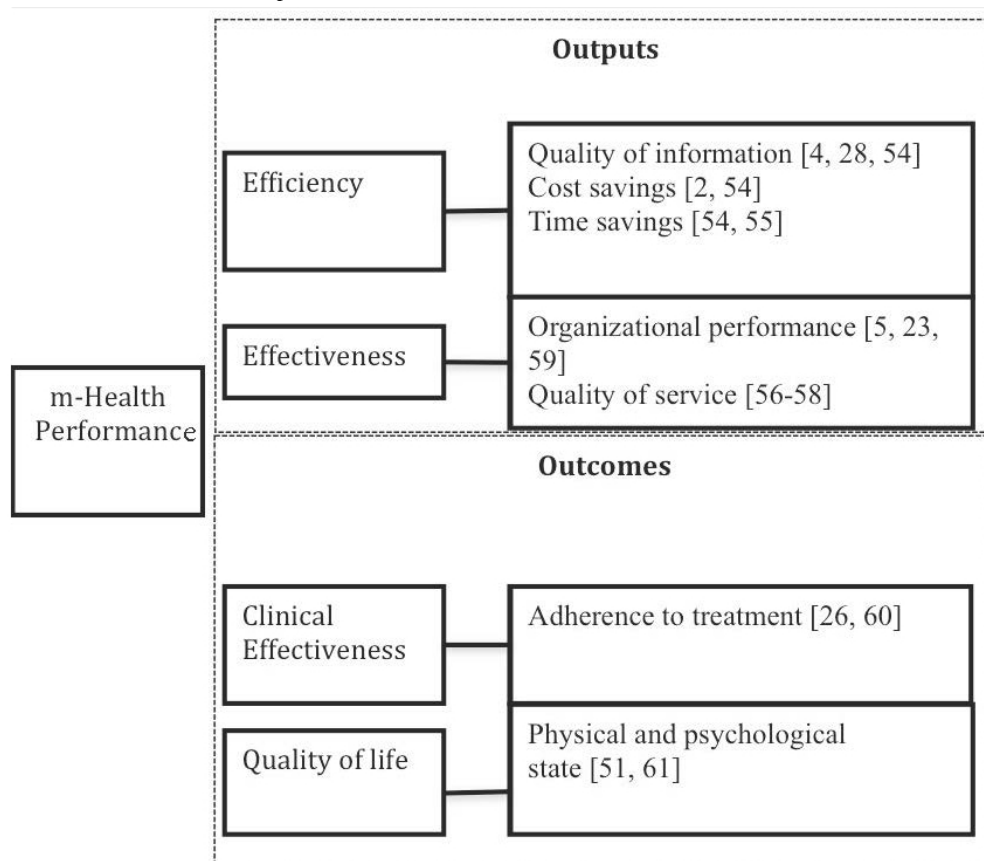 Outputs
Efficiency
Quality of information [4, 28, 54]
Cost savings [2, 54]
Time savings [54, 55]
Effectiveness
Organizational performance [5, 23,
59]
Quality of service [56-58]
m-Health
Performance
Outcomes
Clinical
Effectiveness
Adherence to treatment [26, 60]
Quality of life
Physical and psychological
state [51, 61]